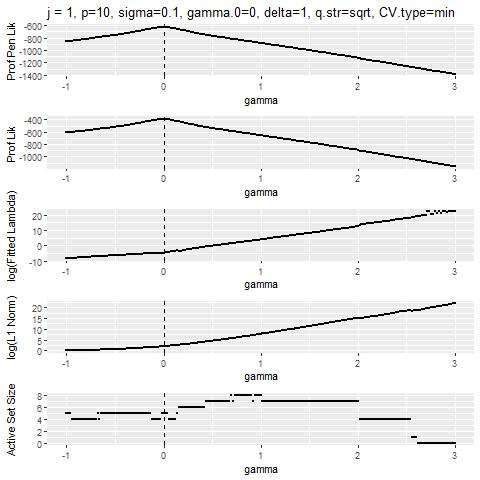 j = 1, p=10, sigma=0.1, gamma.0=0, delta=1, q.str=sqrt, CV.type=min
Prof Pen Lik
-600
-800
-1000
-1200
-1400
-1 0 1 2 3
gamma
Prof Lik
-400
-600
-800
-1000
-1 0 1 2 3
gamma
log(Fitted Lambda)
20
10
0
-10
-1 0 1 2 3
gamma
log(L1 Norm)
20
15
10
5
0
-1 0 1 2 3
gamma
Active Set Size
8
6
4
2
0
-1 0 1 2 3
gamma